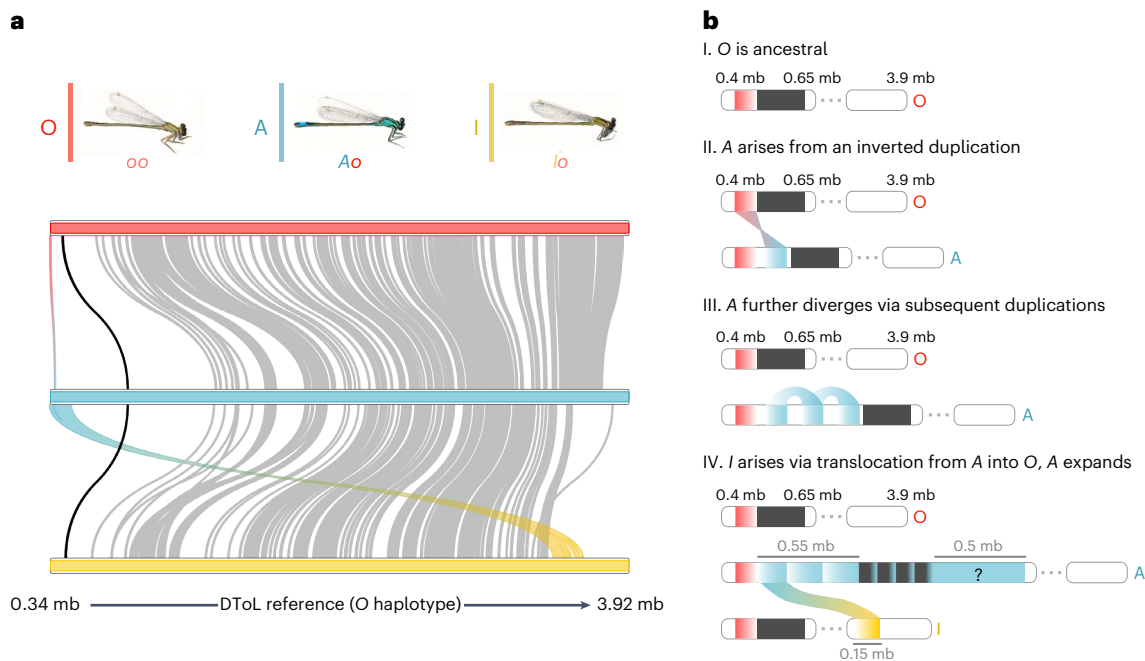 a
O
A
I
oo
Ao
Io
0.34 mb
DToL reference (O haplotype)
3.92 mb
b
I. O is ancestral
0.4 mb 0.65 mb 3.9 mb
O
II. A arises from an inverted duplication
0.4 mb 0.65 mb 3.9 mb
O
A
III. A further diverges via subsequent duplications
0.4 mb 0.65 mb 3.9 mb
O
A
IV. I arises via translocation from A into O, A expands
0.4 mb 0.65 mb 3.9 mb
O
0.55 mb 0.5 mb
?
A
I
0.15 mb